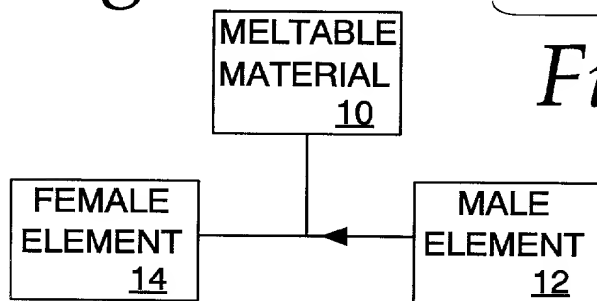 MELTABLE
MATERIAL
10
FEMALE
ELEMENT
14
MALE
ELEMENT
12